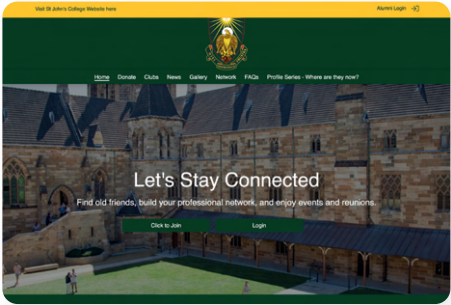 Visit St John's College Website here
Alumni Login
Home Donate Clubs News Gallery Network FAQs Profile Series - Where are they now?
Let's Stay Connected
Find old friends, build your professional network, and enjoy events and reunions.
Click to Join
Login